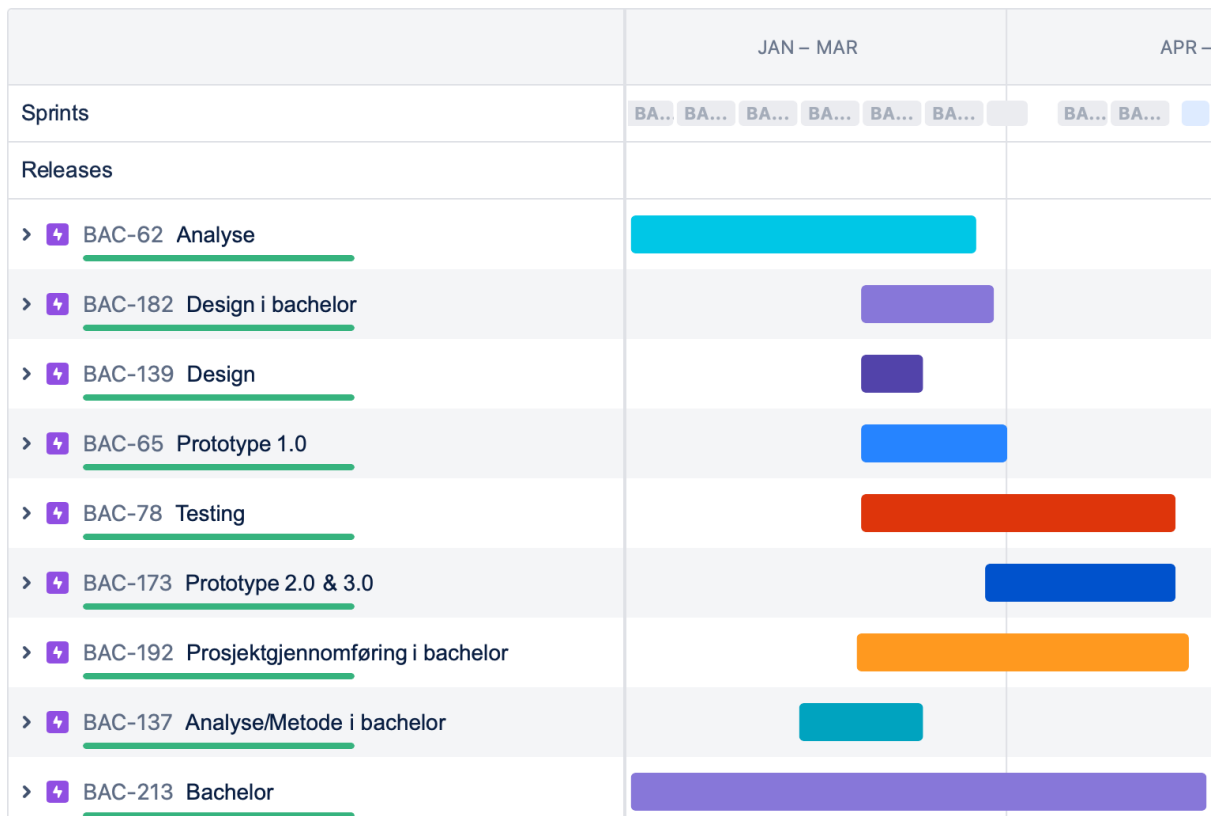 JAN – MAR APR –
Sprints BA... BA... BA... BA... BA... BA... BA... BA...
Releases
BAC-62 Analyse
BAC-182 Design i bachelor
BAC-139 Design
BAC-65 Prototype 1.0
BAC-78 Testing
BAC-173 Prototype 2.0 & 3.0
BAC-192 Prosjektgjennomføring i bachelor
BAC-137 Analyse/Metode i bachelor
BAC-213 Bachelor